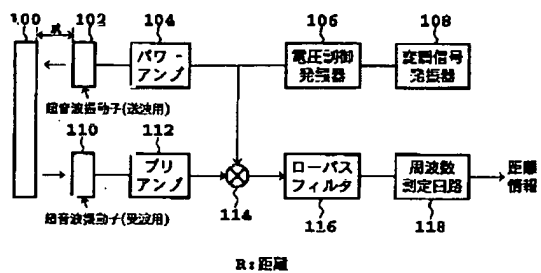 100
R
102
104
106
108
パワー
アンプ
電圧制御
発振器
変調信号
発振器
超音波振動子(送波用)
110
112
プリ
アンプ
114
ローパス
フィルタ
116
周波数
測定回路
118
距離
情報
超音波振動子(受波用)
R:距離